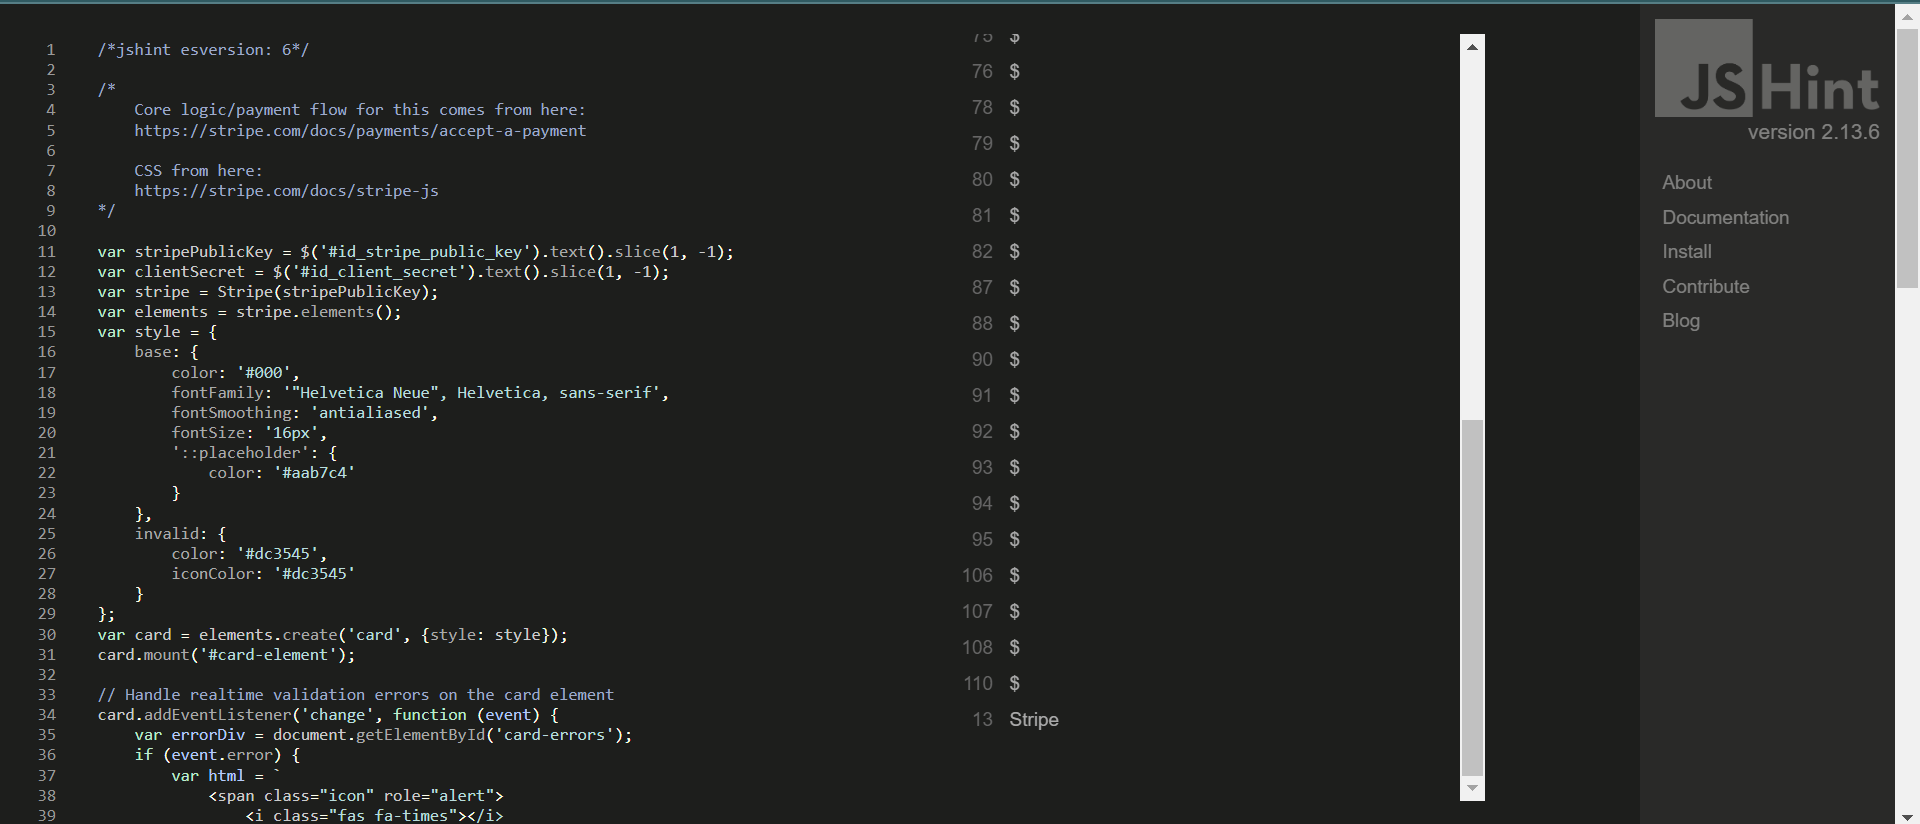 1 /*jshint esversion: 6*/
2
3 /*
4 Core logic/payment flow for this comes from here:
5 https://stripe.com/docs/payments/accept-a-payment
6
7 CSS from here:
8 https://stripe.com/docs/stripe-js
9 */
10
11 var stripePublicKey = $('#id_stripe_public_key').text().slice(1, -1);
12 var clientSecret = $('#id_client_secret').text().slice(1, -1);
13 var stripe = Stripe(stripePublicKey);
14 var elements = stripe.elements();
15 var style = {
16 base: {
17 color: '#000',
18 fontFamily: '"Helvetica Neue", Helvetica, sans-serif',
19 fontSmoothing: 'antialiased',
20 fontSize: '16px',
21 '::placeholder': {
22 color: '#aab7c4'
23 }
24 },
25 invalid: {
26 color: '#dc3545',
27 iconColor: '#dc3545'
28 }
29 };
30 var card = elements.create('card', {style: style});
31 card.mount('#card-element');
32
33 // Handle realtime validation errors on the card element
34 card.addEventListener('change', function (event) {
35 var errorDiv = document.getElementById('card-errors');
36 if (event.error) {
37 var html = `
38 <span class="icon" role="alert">
39 <i class="fas fa-times"></i>
75 $
76 $
78 $
79 $
80 $
81 $
82 $
87 $
88 $
90 $
91 $
92 $
93 $
94 $
95 $
106 $
107 $
108 $
110 $
13 Stripe
JSHint
version 2.13.6
About
Documentation
Install
Contribute
Blog